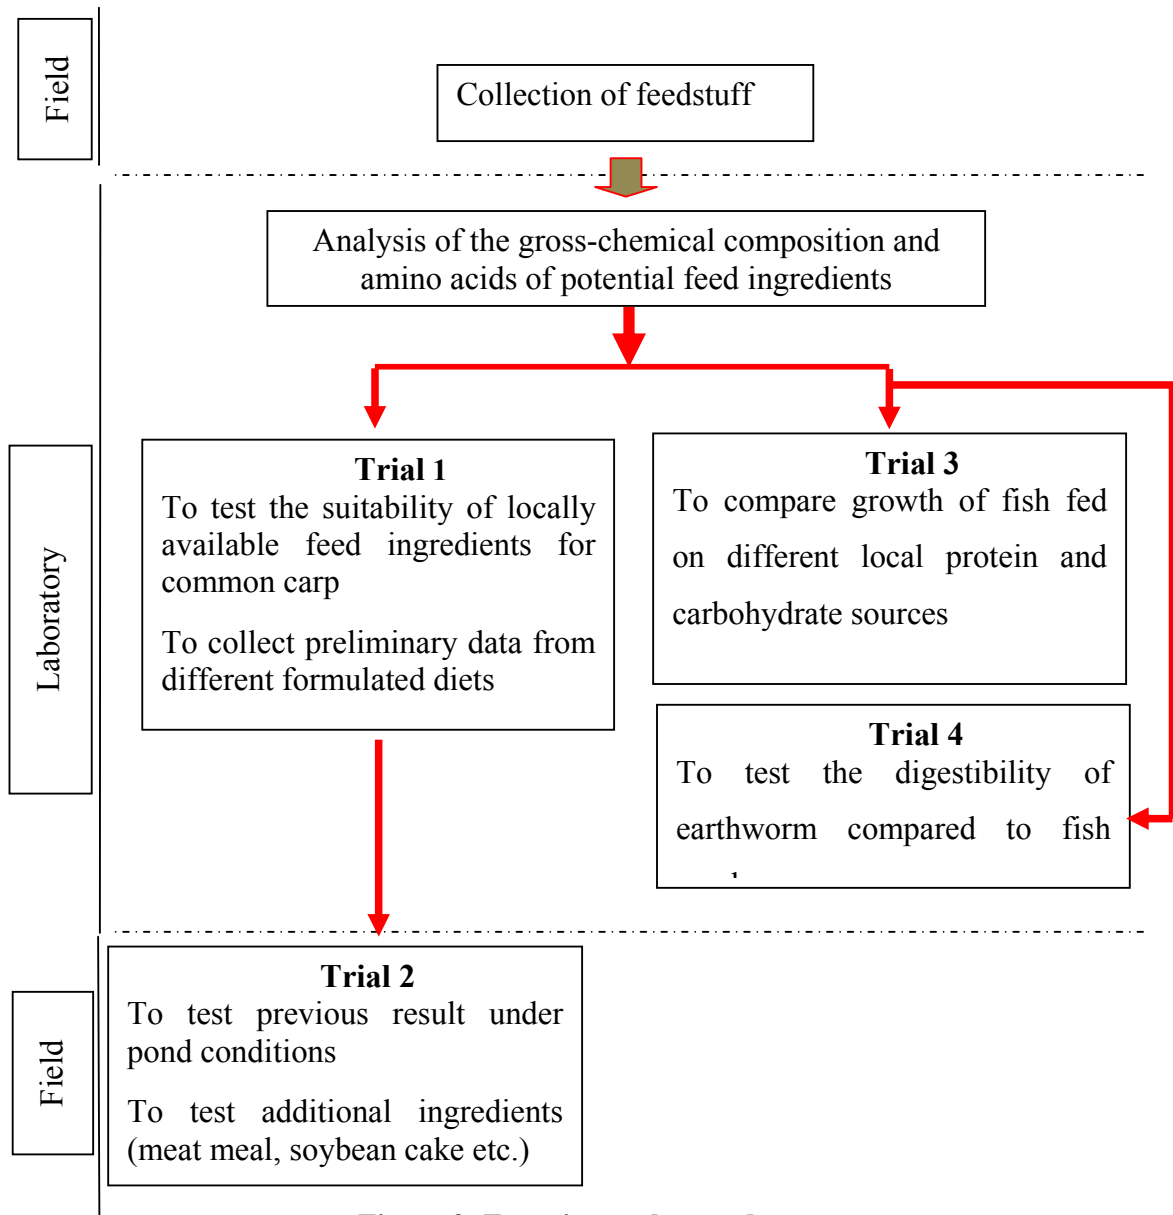 Field
Collection of feedstuff
Analysis of the gross-chemical composition and
amino acids of potential feed ingredients
Laboratory
Trial 1
To test the suitability of locally
available feed ingredients for
common carp
To collect preliminary data from
different formulated diets
Trial 3
To compare growth of fish fed
on different local protein and
carbohydrate sources
Trial 4
To test the digestibility of
earthworm compared to fish
Field
Trial 2
To test previous result under
pond conditions
To test additional ingredients
(meat meal, soybean cake etc.)